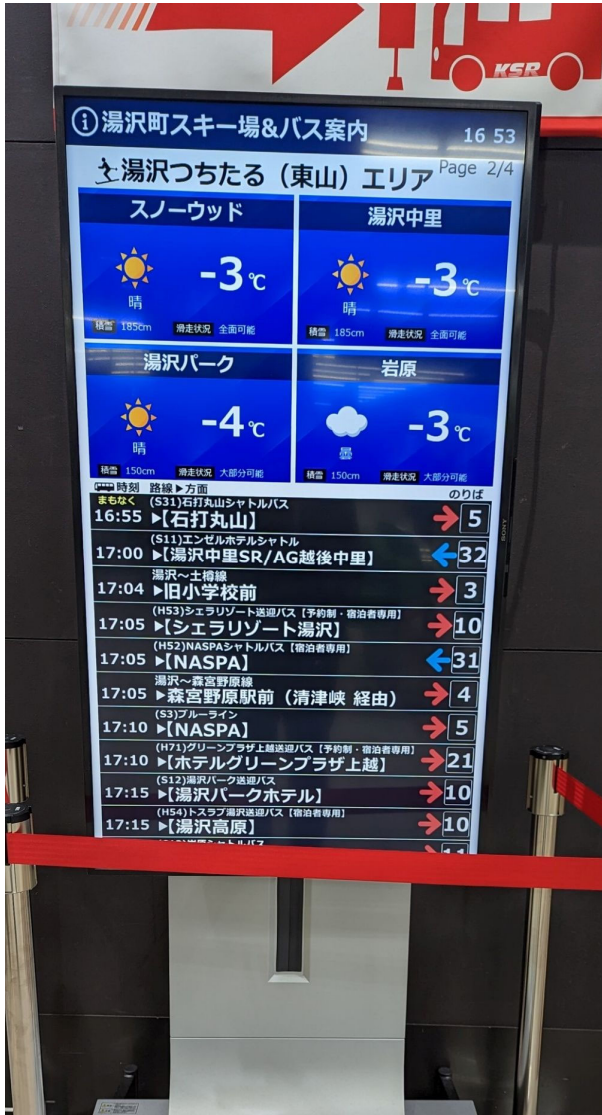 KSR
湯沢町スキー場&バス案内 16 53
湯沢つちたる（東山）エリア Page 2/4
スノーウッド
-3℃
晴
積雪 185cm 滑走状況 全面可能
湯沢中里
-3℃
晴
積雪 185cm 滑走状況 全面可能
湯沢パーク
-4℃
晴
積雪 150cm 滑走状況 大部分可能
岩原
-3℃
曇
積雪 150cm 滑走状況 大部分可能
時刻 路線▶方面 のりば
まもなく (S31)石打丸山シャトルバス
16:55 ▶【石打丸山】 → 5
(S11)エンゼルホテルシャトル
17:00 ▶【湯沢中里SR/AG越後中里】 ← 32
湯沢～土樽線
17:04 ▶旧小学校前 → 3
(H53)シェラリゾート送迎バス【予約制・宿泊者専用】
17:05 ▶【シェラリゾート湯沢】 → 10
(H52)NASPAシャトルバス【宿泊者専用】
17:05 ▶【NASPA】 ← 31
湯沢～森宮野原線
17:05 ▶森宮野原駅前（清津峡 経由） → 4
(S3)ブルーライン
17:10 ▶【NASPA】 → 5
(H71)グリーンプラザ上越送迎バス【予約制・宿泊者専用】
17:10 ▶【ホテルグリーンプラザ上越】 → 21
(S12)湯沢パーク送迎バス
17:15 ▶【湯沢パークホテル】 → 10
(H54)トスラブ湯沢送迎バス【宿泊者専用】
17:15 ▶【湯沢高原】 → 10
SONY